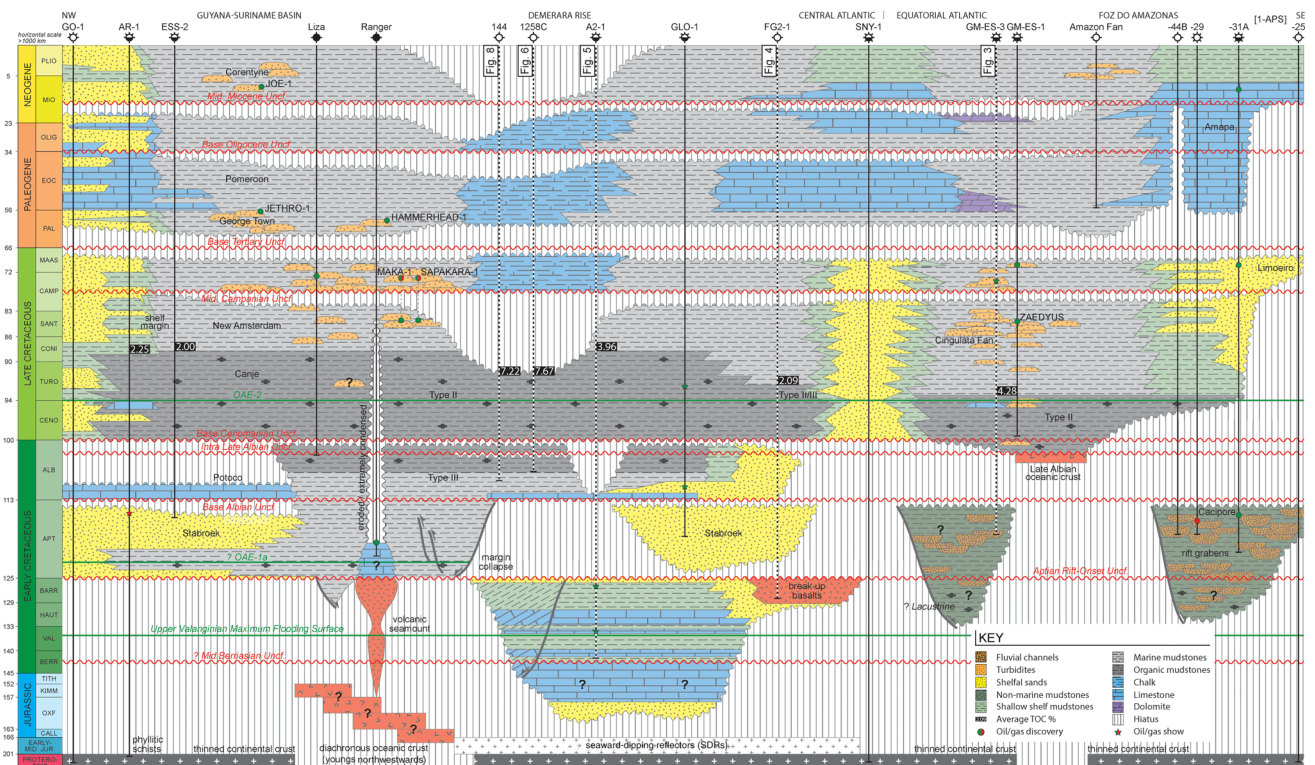 NW
GUYANA-SURINAME BASIN
DEMERARA RISE
CENTRAL ATLANTIC
EQUATORIAL ATLANTIC
FOZ DO AMAZONAS
[1-APS]
SE
horizontal scale
>1000 km
GO-1
AR-1
ESS-2
Liza
Ranger
144
1258C
A2-1
GLO-1
FG2-1
SNY-1
GM-ES-3
GM-ES-1
Amazon Fan
-44B
-29
-31A
-25
Fig. 8
Fig. 6
Fig. 5
Fig. 4
Fig. 3
NEOGENE
PALEOGENE
LATE CRETACEOUS
EARLY CRETACEOUS
JURASSIC
PLIO
MIO
OLIG
EOC
PAL
MAAS
CAMP
SANT
CONI
TURO
CENO
ALB
APT
BARR
HAUT
VAL
BERR
TITH
KIMM
OXF
CALL
EARLY-
MID JUR
PROTERO-
5
23
34
56
66
72
83
86
90
94
100
113
125
129
133
140
145
152
157
163
166
201
Corentyne
JOE-1
Mid. Miocene Uncf
Base Oligocene Uncf
Amapa
Pomeroon
JETHRO-1
George Town
HAMMERHEAD-1
Base Tertiary Uncf
MAKA-1
SAPAKARA-1
Limoeiro
Mid. Campanian Uncf
shelf
margin
New Amsterdam
ZAEDYUS
Cingulata Fan
2.25
2.00
3.96
7.22
7.67
2.09
4.28
Canje
?
OAE-2
Type II
Type II/III
Type II
Base Cenomanian Uncf
Intra Late Albian Uncf
Late Albian
oceanic crust
Potoco
Type III
eroded / extremely condensed
Base Albian Uncf
Stabroek
Stabroek
Cacipore
rift grabens
? OAE-1a
margin
collapse
?
?
Aptian Rift-Onset Uncf
break-up
basalts
? Lacustrine
?
?
volcanic
seamount
Upper Valanginian Maximum Flooding Surface
? Mid Berriasian Uncf
?
?
?
?
?
phyllitic
schists
thinned continental crust
diachronous oceanic crust
(youngs northwestwards)
seaward-dipping-reflectors (SDRs)
thinned continental crust
thinned continental crust
KEY
Fluvial channels
Turbidites
Shelfal sands
Non-marine mudstones
Shallow shelf mudstones
Average TOC %
Oil/gas discovery
Marine mudstones
Organic mudstones
Chalk
Limestone
Dolomite
Hiatus
Oil/gas show